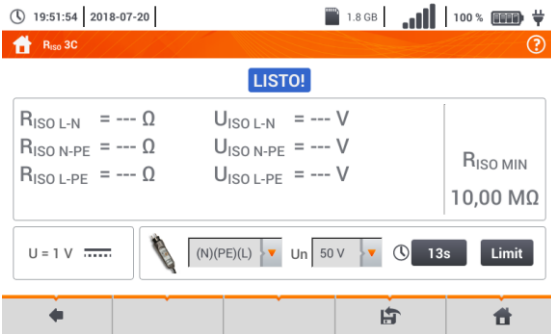 19:51:54 2018-07-20 1.8 GB 100 %
RISO 3C ?
LISTO!
RISO L-N = --- Ω UISO L-N = --- V
RISO N-PE = --- Ω UISO N-PE = --- V
RISO L-PE = --- Ω UISO L-PE = --- V
RISO MIN
10,00 MΩ
U = 1 V (N)(PE)(L) Un 50 V 13s Limit